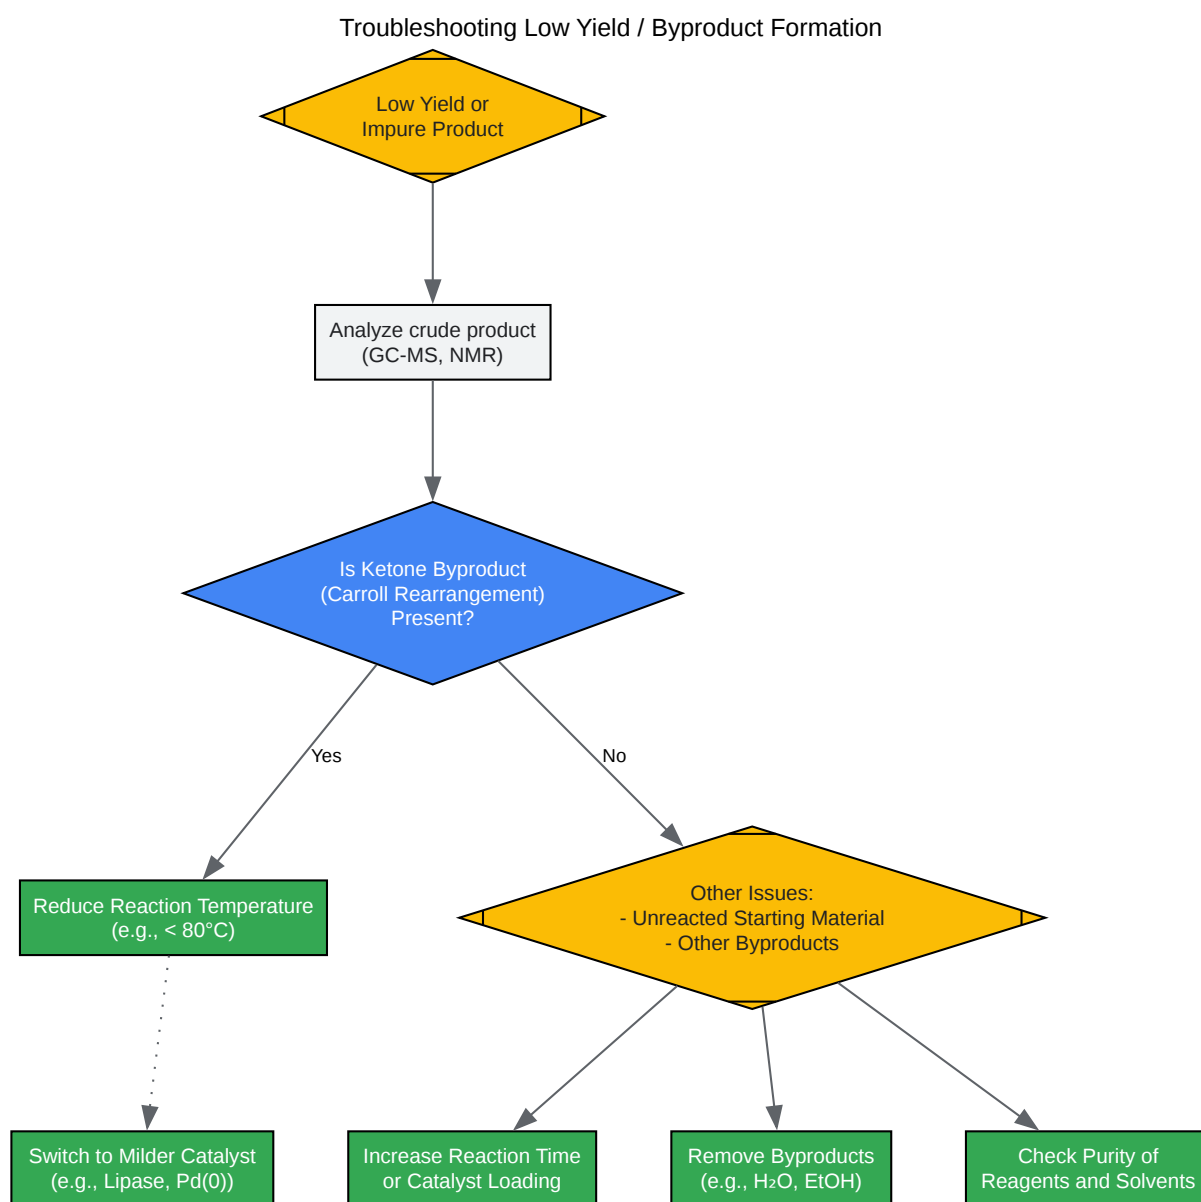 Troubleshooting Low Yield / Byproduct Formation
Low Yield or
Impure Product
Analyze crude product
(GC-MS, NMR)
Is Ketone Byproduct
(Carroll Rearrangement)
Present?
Yes
No
Reduce Reaction Temperature
(e.g., < 80°C)
Other Issues:
- Unreacted Starting Material
- Other Byproducts
Switch to Milder Catalyst
(e.g., Lipase, Pd(0))
Increase Reaction Time
or Catalyst Loading
Remove Byproducts
(e.g., H₂O, EtOH)
Check Purity of
Reagents and Solvents